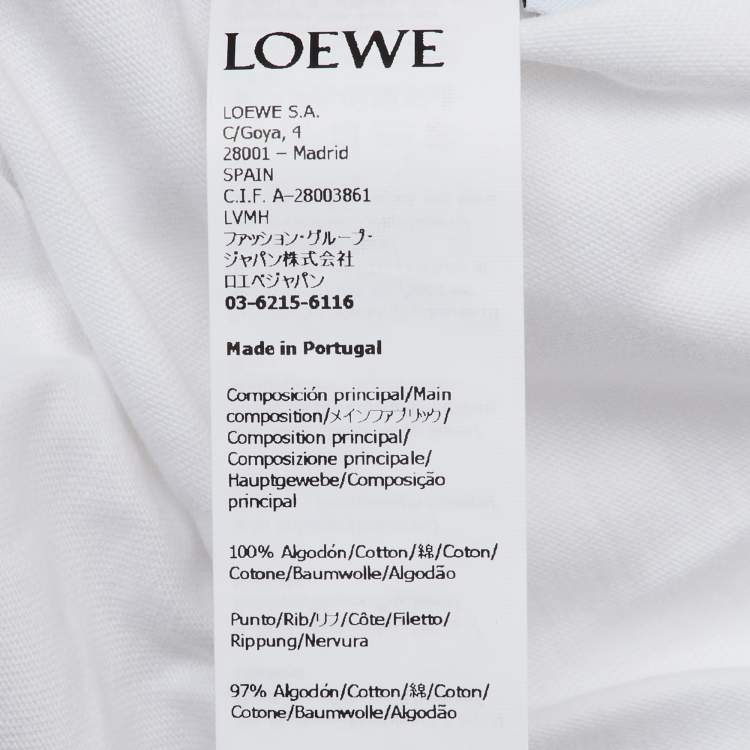 LOEWE
LOEWE S.A.
C/Goya, 4
28001 – Madrid
SPAIN
C.I.F. A-28003861
LVMH
ファッション・グループ・
ジャパン株式会社
ロエベジャパン
03-6215-6116
Made in Portugal
Composición principal/Main
composition/メインファブリック/
Composition principal/
Composizione principale/
Hauptgewebe/Composição
principal
100% Algodón/Cotton/綿/Coton/
Cotone/Baumwolle/Algodão
Punto/Rib/リブ/Côte/Filetto/
Rippung/Nervura
97% Algodón/Cotton/綿/Coton/
Cotone/Baumwolle/Algodão